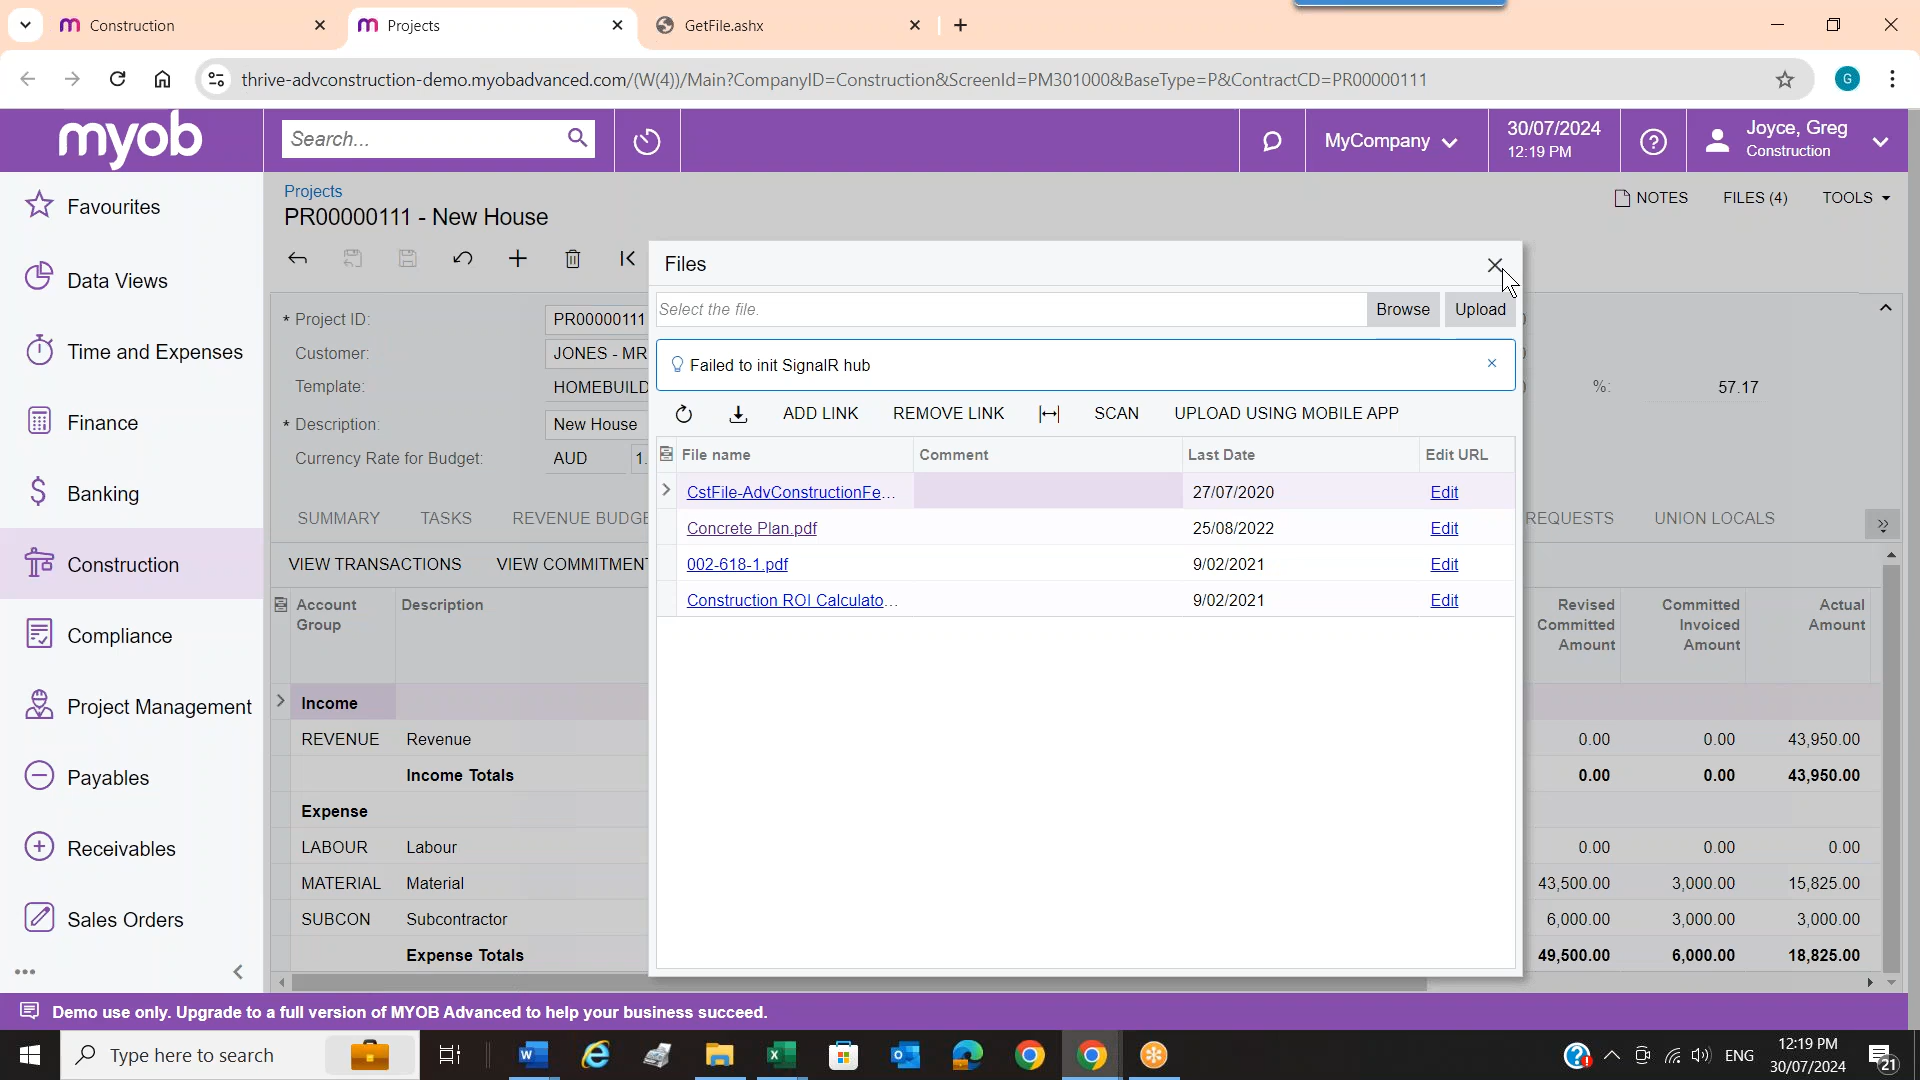 Construction
Projects
GetFile.ashx
thrive-advconstruction-demo.myobadvanced.com/(W(4))/Main?CompanyID=Construction&ScreenId=PM301000&BaseType=P&ContractCD=PR00000111
G
myob
Search...
MyCompany
30/07/2024
12:19 PM
Joyce, Greg
Construction
Favourites
Data Views
Time and Expenses
Finance
Banking
Construction
Compliance
Project Management
Payables
Receivables
Sales Orders
Projects
PR00000111 - New House
NOTES
FILES (4)
TOOLS
* Project ID: PR00000111
Customer: JONES - MR
Template: HOMEBUILD
* Description: New House
Currency Rate for Budget: AUD 1.
%: 57.17
SUMMARY TASKS REVENUE BUDGE
REQUESTS UNION LOCALS
VIEW TRANSACTIONS VIEW COMMITMEN
Account Group
Description
Revised Committed Amount
Committed Invoiced Amount
Actual Amount
Income
REVENUE Revenue 0.00 0.00 43,950.00
Income Totals 0.00 0.00 43,950.00
Expense
LABOUR Labour 0.00 0.00 0.00
MATERIAL Material 43,500.00 3,000.00 15,825.00
SUBCON Subcontractor 6,000.00 3,000.00 3,000.00
Expense Totals 49,500.00 6,000.00 18,825.00
Files
Select the file.
Browse
Upload
Failed to init SignalR hub
ADD LINK REMOVE LINK SCAN UPLOAD USING MOBILE APP
File name Comment Last Date Edit URL
CstFile-AdvConstructionFe... 27/07/2020 Edit
Concrete Plan.pdf 25/08/2022 Edit
002-618-1.pdf 9/02/2021 Edit
Construction ROI Calculato... 9/02/2021 Edit
Demo use only. Upgrade to a full version of MYOB Advanced to help your business succeed.
Type here to search
ENG
12:19 PM
30/07/2024
21